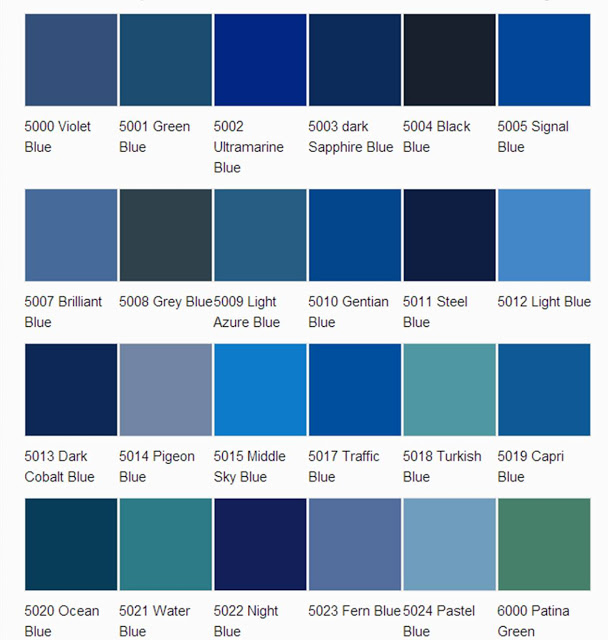 5000 Violet
Blue
5001 Green
Blue
5002
Ultramarine
Blue
5003 dark
Sapphire Blue
5004 Black
Blue
5005 Signal
Blue
5007 Brilliant
Blue
5008 Grey Blue
5009 Light
Azure Blue
5010 Gentian
Blue
5011 Steel
Blue
5012 Light Blue
5013 Dark
Cobalt Blue
5014 Pigeon
Blue
5015 Middle
Sky Blue
5017 Traffic
Blue
5018 Turkish
Blue
5019 Capri
Blue
5020 Ocean
Blue
5021 Water
Blue
5022 Night
Blue
5023 Fern Blue
5024 Pastel
Blue
6000 Patina
Green